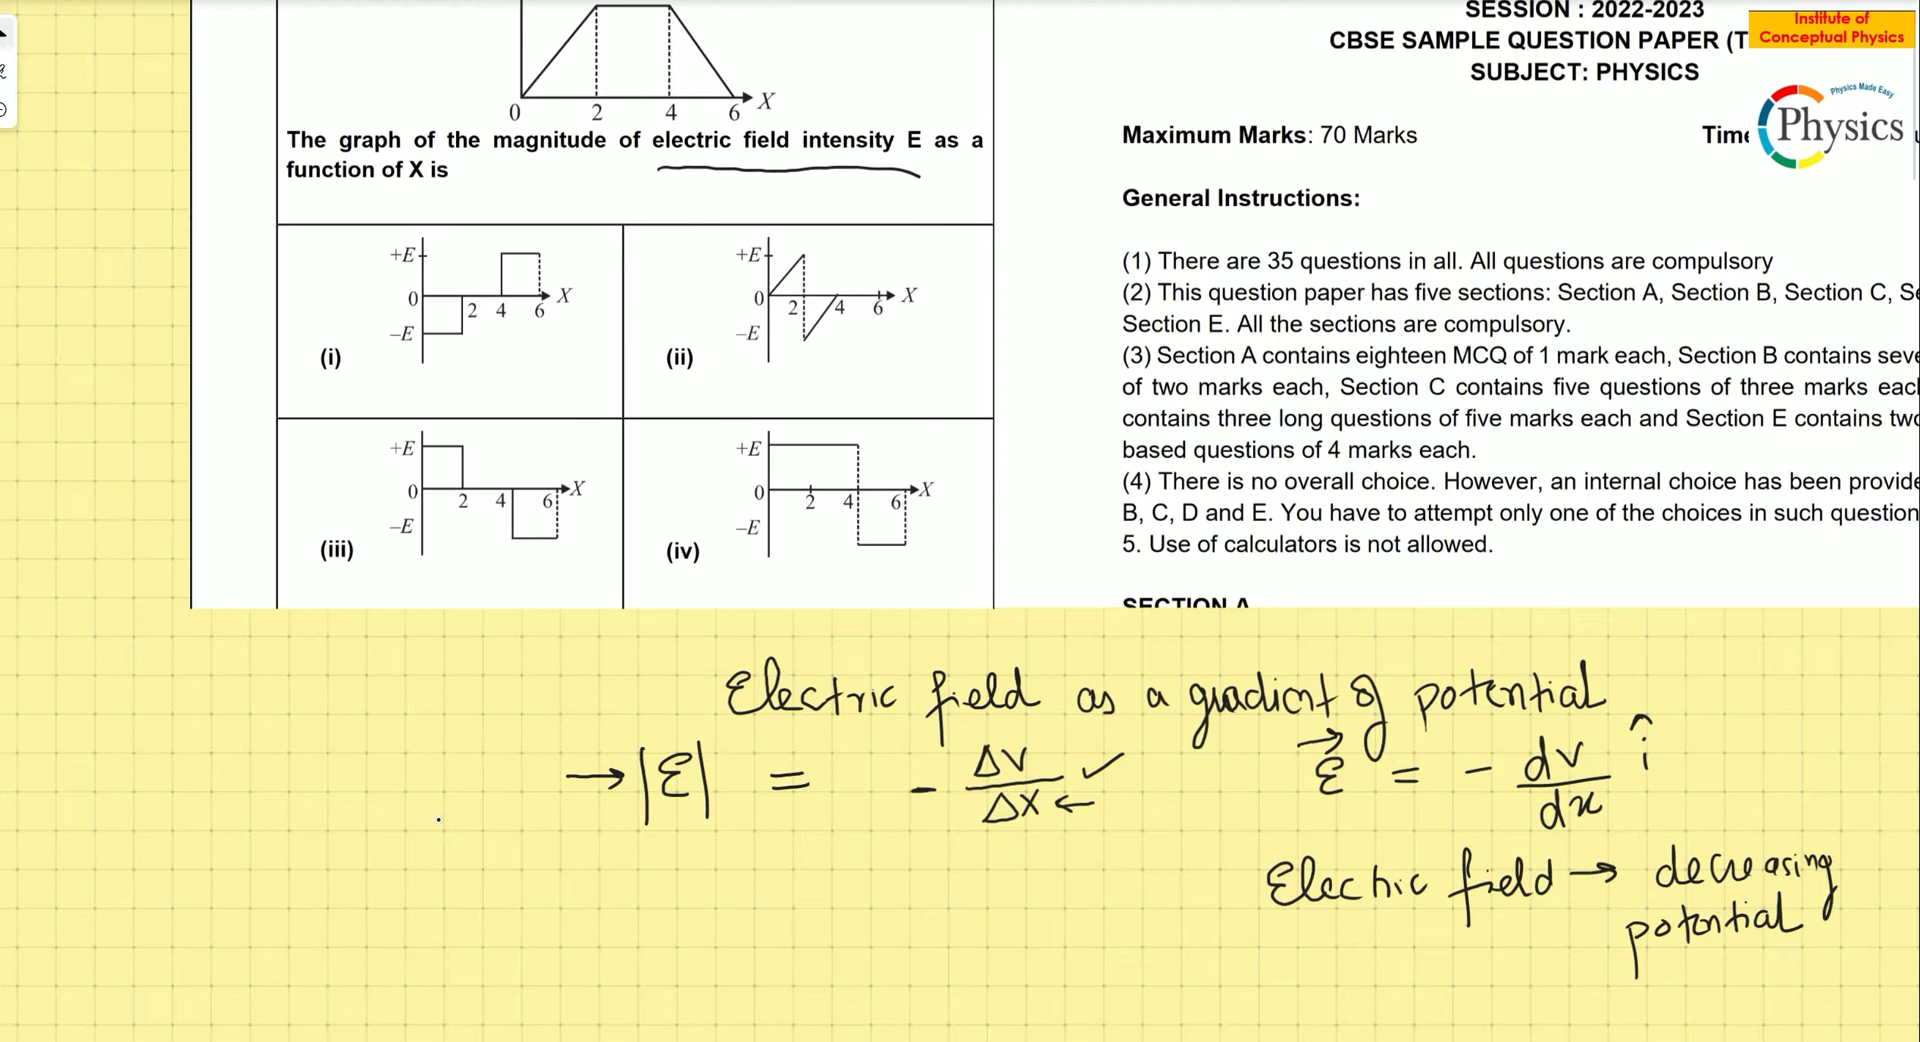 0 2 4 6 X
The graph of the magnitude of electric field intensity E as a
function of X is
+E
0
-E
2 4 6 X
(i)
+E
0
-E
2 4 6 X
(ii)
+E
0
-E
2 4 6 X
(iii)
+E
0
-E
2 4 6 X
(iv)
SESSION : 2022-2023
CBSE SAMPLE QUESTION PAPER (T
SUBJECT: PHYSICS
Institute of
Conceptual Physics
Physics Made Easy
Physics
Maximum Marks: 70 Marks
Time
General Instructions:
(1) There are 35 questions in all. All questions are compulsory
(2) This question paper has five sections: Section A, Section B, Section C, Se
Section E. All the sections are compulsory.
(3) Section A contains eighteen MCQ of 1 mark each, Section B contains seve
of two marks each, Section C contains five questions of three marks each
contains three long questions of five marks each and Section E contains two
based questions of 4 marks each.
(4) There is no overall choice. However, an internal choice has been provide
B, C, D and E. You have to attempt only one of the choices in such question
5. Use of calculators is not allowed.
SECTION A
Electric field as a gradient of potential
→ |E| = - ΔV/ΔX ✓ ←
E⃗ = - dv/dx î
Electric field → decreasing
potential